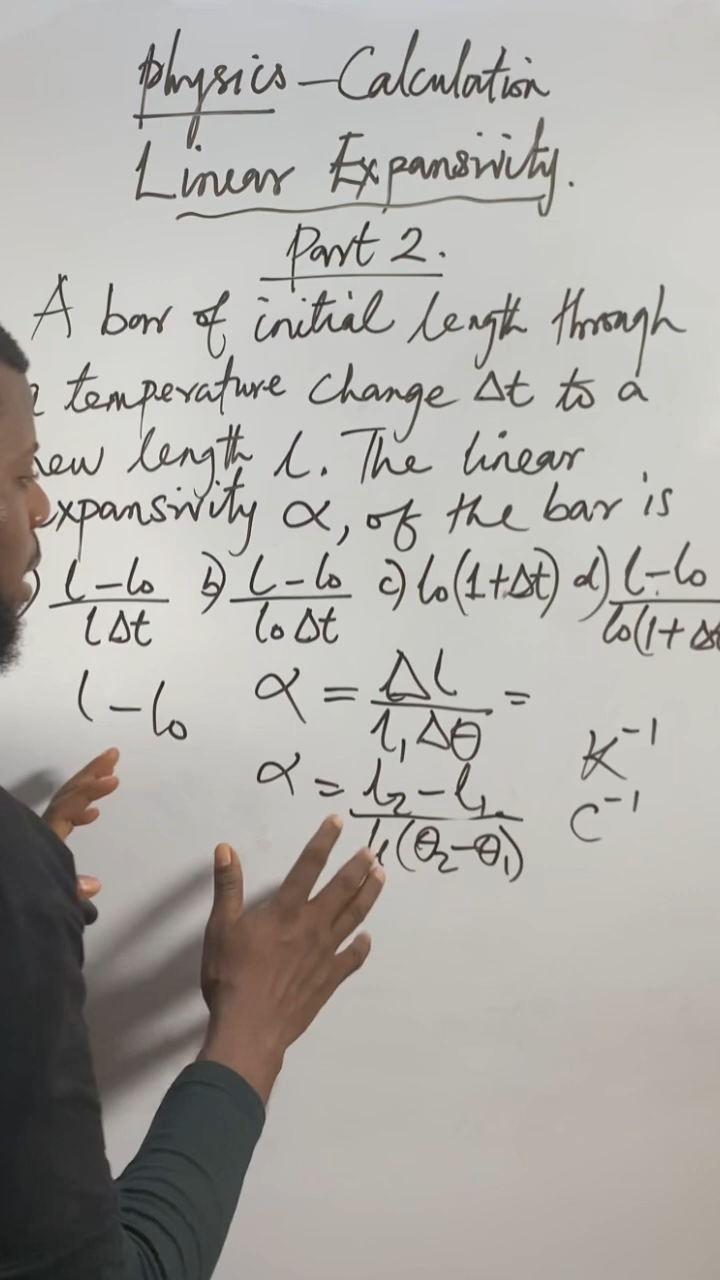 Physics - Calculation
Linear Expansivity.
Part 2.
A bar of initial length through
temperature change Δt to a
new length l. The linear
expansivity α, of the bar is
) l-lo/lΔt b) l-lo/loΔt c) lo(1+Δt) d) l-lo/lo(1+Δt
l-lo α = Δl/l₁Δθ =
K⁻¹
α = l₂-l₁/l₁(θ₂-θ₁) C⁻¹